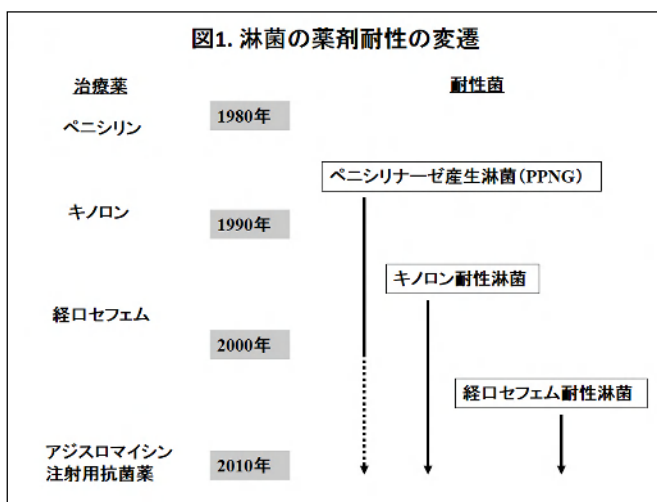 図1. 淋菌の薬剤耐性の変遷
治療薬
耐性菌
1980年
ペニシリン
ペニシリナーゼ産生淋菌(PPNG)
キノロン
1990年
キノロン耐性淋菌
経口セフェム
2000年
経口セフェム耐性淋菌
アジスロマイシン
注射用抗菌薬
2010年